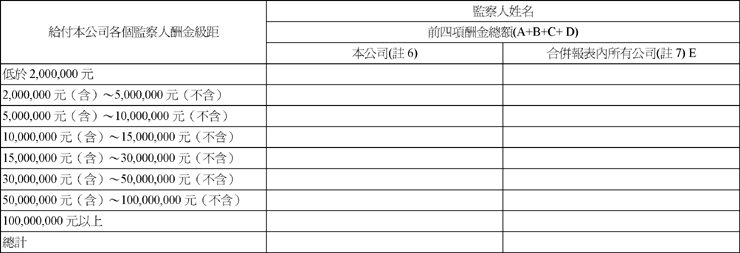 給付本公司各個監察人酬金級距
監察人姓名
前四項酬金總額(A+B+C+ D)
本公司(註 6)
合併報表內所有公司(註 7) E
低於 2,000,000 元
2,000,000 元（含）～5,000,000 元（不含）
5,000,000 元（含）～10,000,000 元（不含）
10,000,000 元（含）～15,000,000 元（不含）
15,000,000 元（含）～30,000,000 元（不含）
30,000,000 元（含）～50,000,000 元（不含）
50,000,000 元（含）～100,000,000 元（不含）
100,000,000 元以上
總計